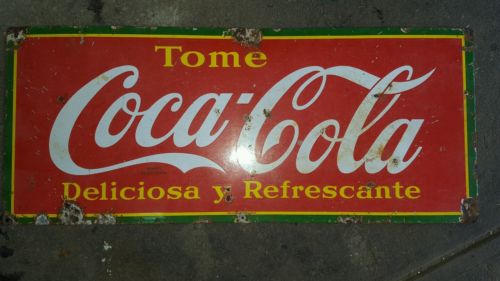 Tome
Coca-Cola
Deliciosa y Refrescante